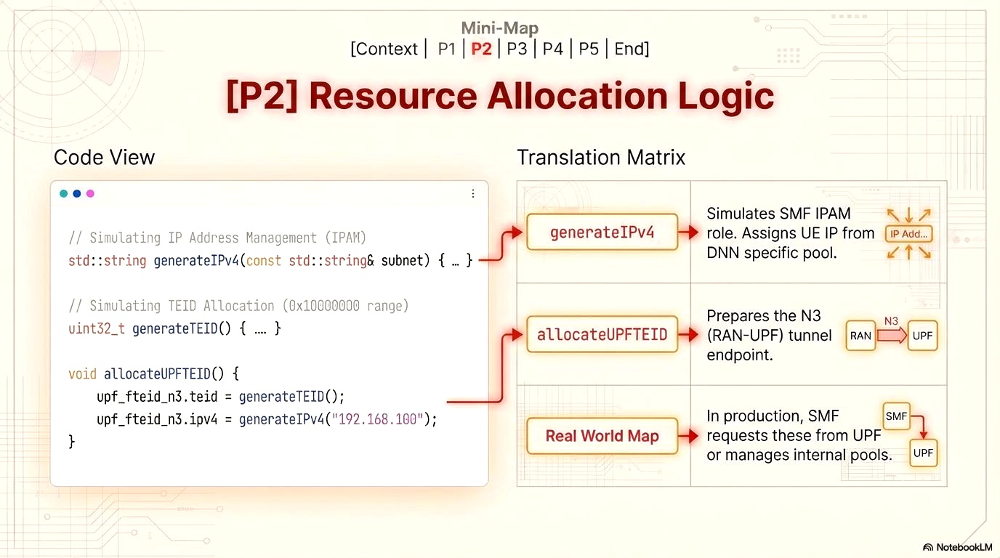 Mini-Map
[Context | P1 | P2 | P3 | P4 | P5 | End]
[P2] Resource Allocation Logic
Code View
// Simulating IP Address Management (IPAM)
std::string generateIPv4(const std::string& subnet) { … }
// Simulating TEID Allocation (0x10000000 range)
uint32_t generateTEID() { …. }
void allocateUPFTEID() {
upf_fteid_n3.teid = generateTEID();
upf_fteid_n3.ipv4 = generateIPv4("192.168.100");
}
Translation Matrix
generateIPv4
Simulates SMF IPAM
role. Assigns UE IP from
DNN specific pool.
IP Add...
allocateUPFTEID
Prepares the N3
(RAN-UPF) tunnel
endpoint.
RAN
N3
UPF
Real World Map
In production, SMF
requests these from UPF
or manages internal pools.
SMF
UPF
NotebookLM